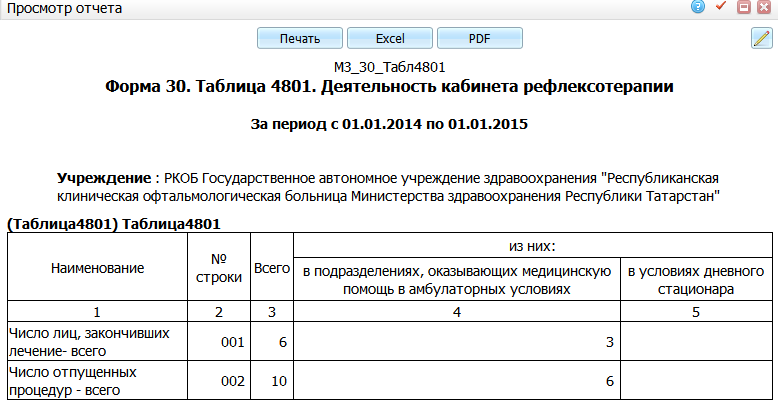 Просмотр отчета
Печать
Excel
PDF
МЗ_30_Табл4801
Форма 30. Таблица 4801. Деятельность кабинета рефлексотерапии
За период с 01.01.2014 по 01.01.2015
Учреждение : РКОБ Государственное автономное учреждение здравоохранения "Республиканская
клиническая офтальмологическая больница Министерства здравоохранения Республики Татарстан"
(Таблица4801) Таблица4801
Наименование
№
строки
Всего
из них:
в подразделениях, оказывающих медицинскую
помощь в амбулаторных условиях
в условиях дневного
стационара
1 2 3 4 5
Число лиц, закончивших
лечение- всего
001 6 3
Число отпущенных
процедур - всего
002 10 6